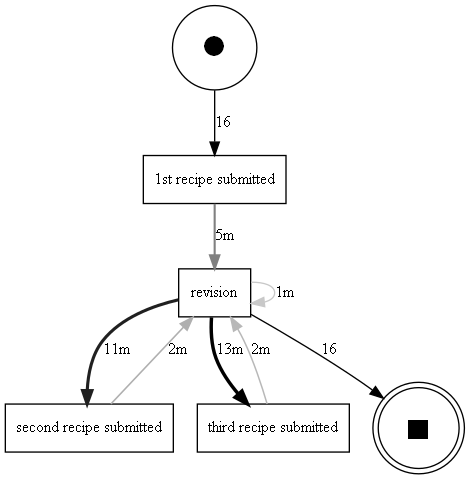 16
1st recipe submitted
5m
revision
1m
11m
2m
13m
2m
16
second recipe submitted
third recipe submitted